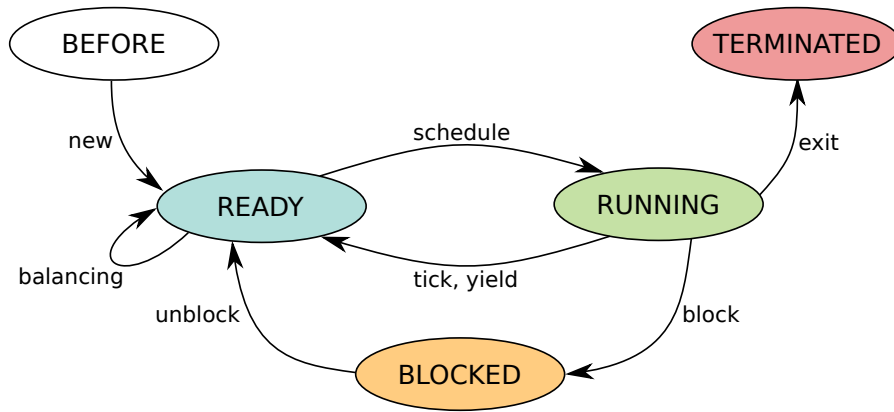 BEFORE
TERMINATED
new
schedule
exit
READY
RUNNING
balancing
tick, yield
unblock
block
BLOCKED